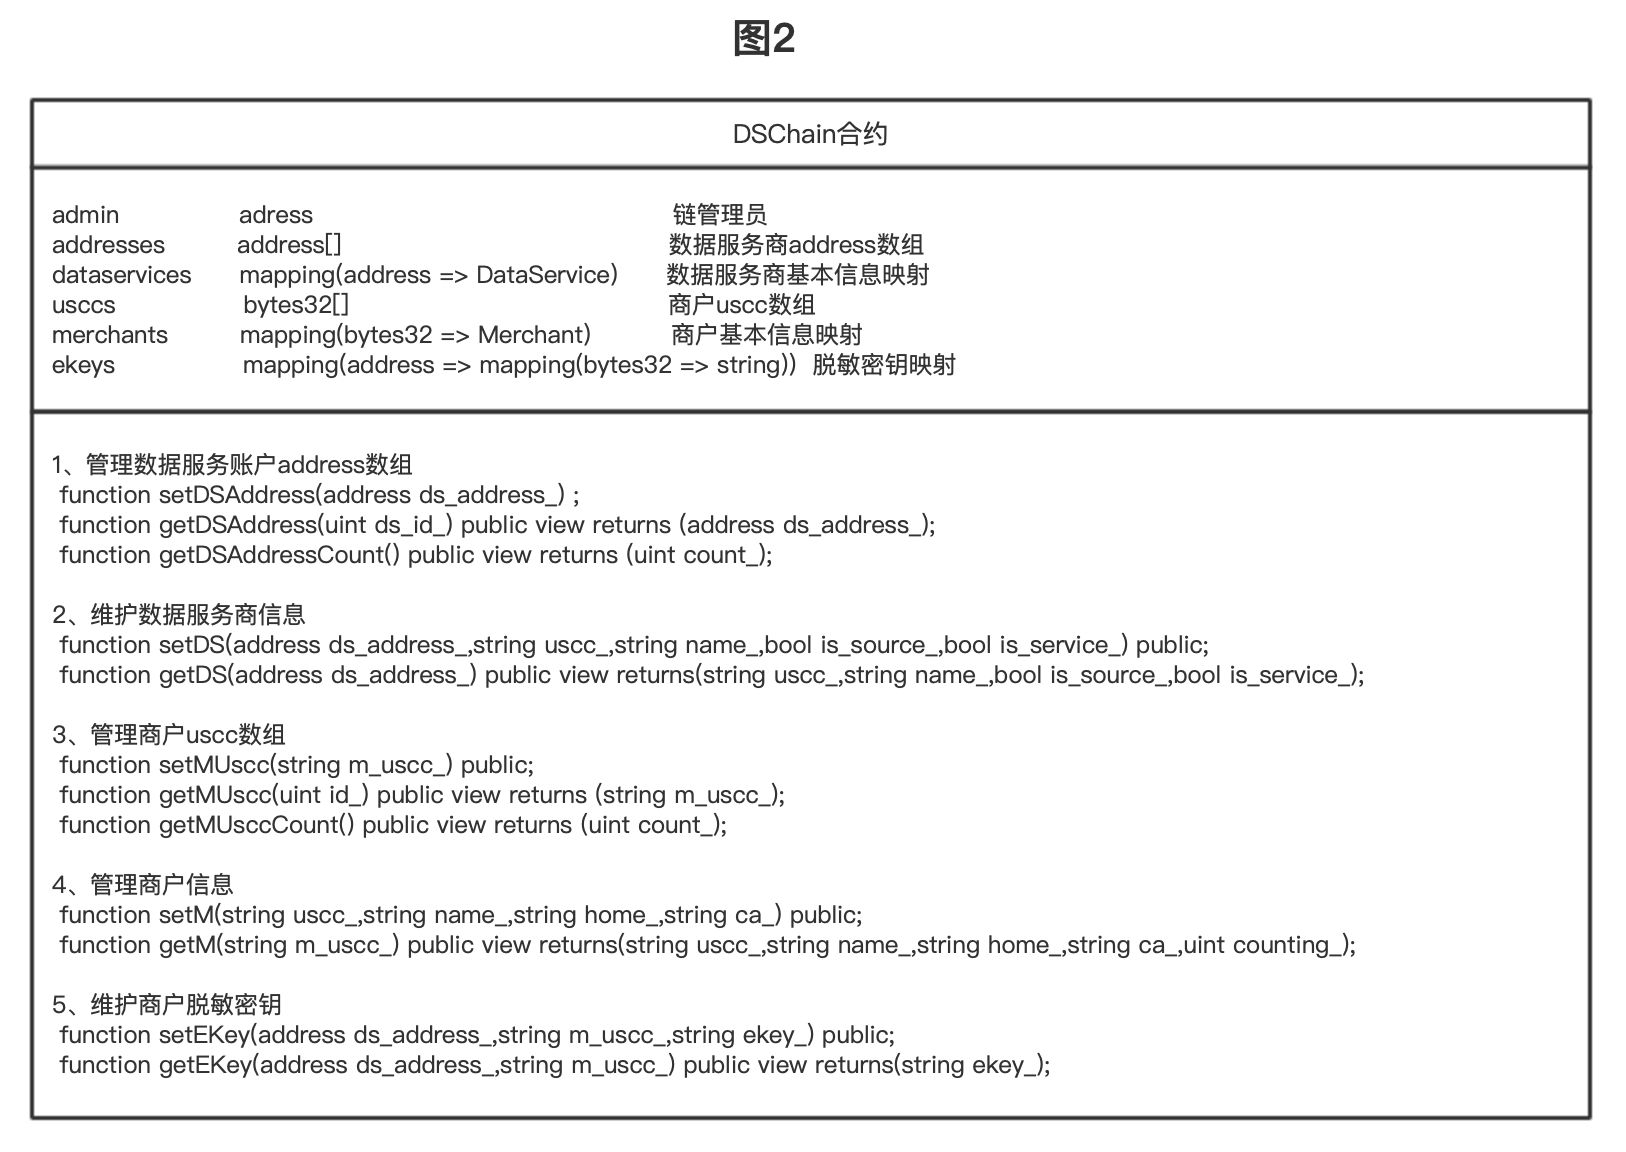 图2
DSChain合约
admin adress 链管理员
addresses address[] 数据服务商address数组
dataservices mapping(address => DataService) 数据服务商基本信息映射
usccs bytes32[] 商户uscc数组
merchants mapping(bytes32 => Merchant) 商户基本信息映射
ekeys mapping(address => mapping(bytes32 => string)) 脱敏密钥映射
1、管理数据服务账户address数组
function setDSAddress(address ds_address_) ;
function getDSAddress(uint ds_id_) public view returns (address ds_address_);
function getDSAddressCount() public view returns (uint count_);
2、维护数据服务商信息
function setDS(address ds_address_,string uscc_,string name_,bool is_source_,bool is_service_) public;
function getDS(address ds_address_) public view returns(string uscc_,string name_,bool is_source_,bool is_service_);
3、管理商户uscc数组
function setMUscc(string m_uscc_) public;
function getMUscc(uint id_) public view returns (string m_uscc_);
function getMUsccCount() public view returns (uint count_);
4、管理商户信息
function setM(string uscc_,string name_,string home_,string ca_) public;
function getM(string m_uscc_) public view returns(string uscc_,string name_,string home_,string ca_,uint counting_);
5、维护商户脱敏密钥
function setEKey(address ds_address_,string m_uscc_,string ekey_) public;
function getEKey(address ds_address_,string m_uscc_) public view returns(string ekey_);